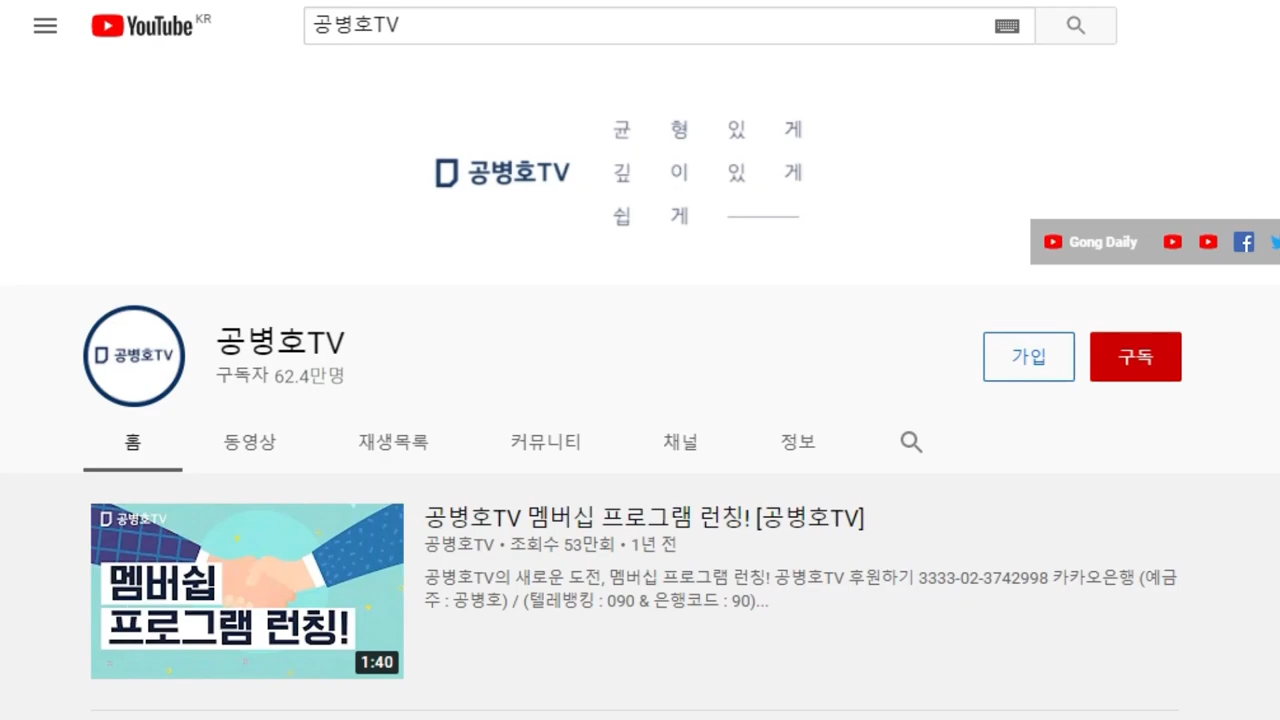 YouTube KR
공병호TV
균 형 있 게
공병호TV
깊 이 있 게
쉽 게
Gong Daily
공병호TV
공병호TV
구독자 62.4만명
가입
구독
홈
동영상
재생목록
커뮤니티
채널
정보
공병호TV
멤버쉽
프로그램 런칭!
1:40
공병호TV 멤버십 프로그램 런칭! [공병호TV]
공병호TV • 조회수 53만회 • 1년 전
공병호TV의 새로운 도전, 멤버십 프로그램 런칭! 공병호TV 후원하기 3333-02-3742998 카카오은행 (예금
주 : 공병호) / (텔레뱅킹 : 090 & 은행코드 : 90)...